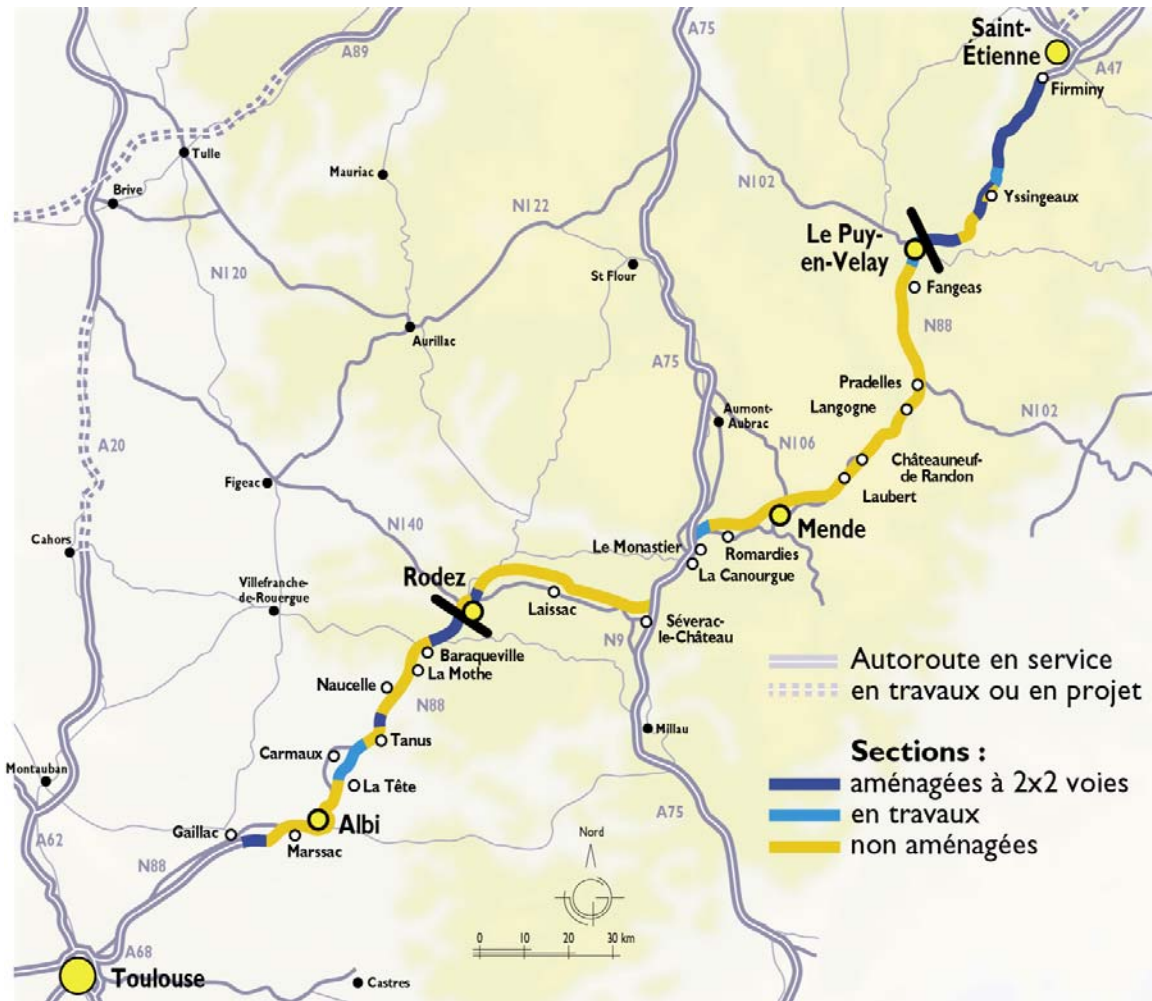 A75
Saint-
Étienne
A89
A47
Firminy
Tulle
Mauriac
N102
Brive
Yssingeaux
N122
Le Puy-
en-Velay
St Flour
N120
Fangeas
Aurillac
N88
A75
Pradelles
Langogne
Aumont-
Aubrac
N102
N106
A20
Châteauneuf-
de Randon
Figeac
Laubert
Mende
N140
Cahors
Le Monastier
Romardies
La Canourgue
Rodez
Villefranche-
de-Rouergue
Laissac
Séverac-
le-Château
N9
Baraqueville
La Mothe
Naucelle
N88
Autoroute en service
en travaux ou en projet
Millau
Tanus
Carmaux
Sections :
Montauban
La Tête
aménagées à 2x2 voies
A75
en travaux
Albi
Gaillac
Marssac
non aménagées
A62
N88
Nord
0 10 20 30 km
A68
Toulouse
Castres